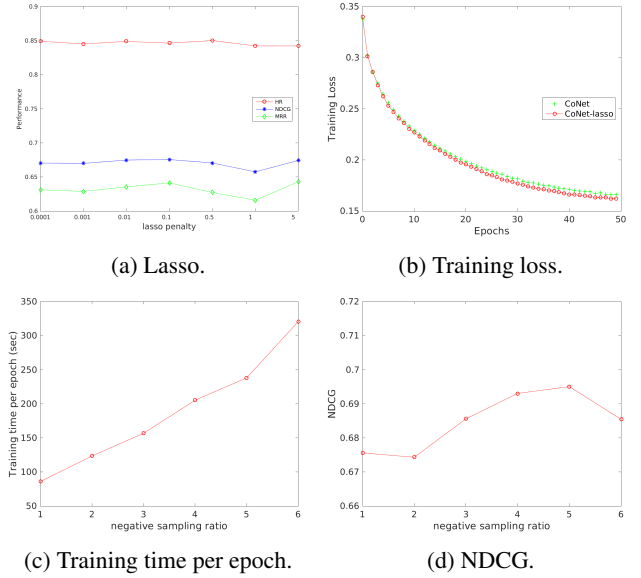 0.9
0.85
0.8
0.75
0.7
0.65
0.6
Performance
HR
NDCG
MRR
0.0001 0.001 0.01 0.1 0.5 1 5
lasso penalty
(a) Lasso.
0.35
0.3
0.25
0.2
0.15
Training Loss
CoNet
CoNet-lasso
0 10 20 30 40 50
Epochs
(b) Training loss.
350
300
250
200
150
100
50
Training time per epoch (sec)
1 2 3 4 5 6
negative sampling ratio
(c) Training time per epoch.
0.72
0.71
0.7
0.69
0.68
0.67
0.66
NDCG
1 2 3 4 5 6
negative sampling ratio
(d) NDCG.